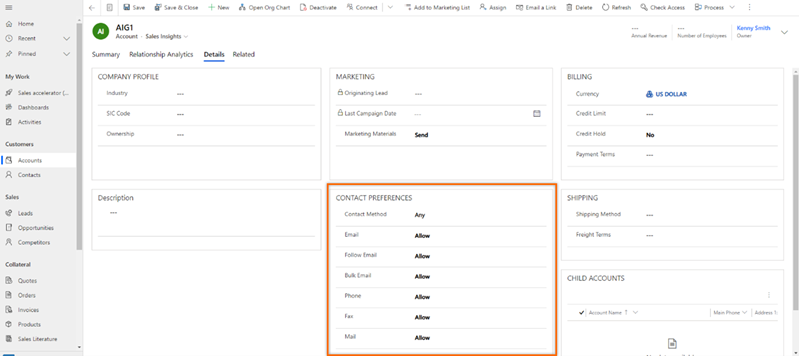 Save
Save & Close
New
Open Org Chart
Deactivate
Connect
Add to Marketing List
Assign
Email a Link
Delete
Refresh
Check Access
Process
Home
Recent
Pinned
My Work
Sales accelerator (...
Dashboards
Activities
Customers
Accounts
Contacts
Sales
Leads
Opportunities
Competitors
Collateral
Quotes
Orders
Invoices
Products
Sales Literature
AI
AIG1
Account · Sales Insights
---
Annual Revenue
---
Number of Employees
Kenny Smith
Owner
Summary Relationship Analytics Details Related
COMPANY PROFILE
Industry ---
SIC Code ---
Ownership ---
Description
---
MARKETING
Originating Lead ---
Last Campaign Date ---
Marketing Materials Send
CONTACT PREFERENCES
Contact Method Any
Email Allow
Follow Email Allow
Bulk Email Allow
Phone Allow
Fax Allow
Mail Allow
BILLING
Currency US DOLLAR
Credit Limit ---
Credit Hold No
Payment Terms ---
SHIPPING
Shipping Method ---
Freight Terms ---
CHILD ACCOUNTS
Account Name ↑ Main Phone Address 1: